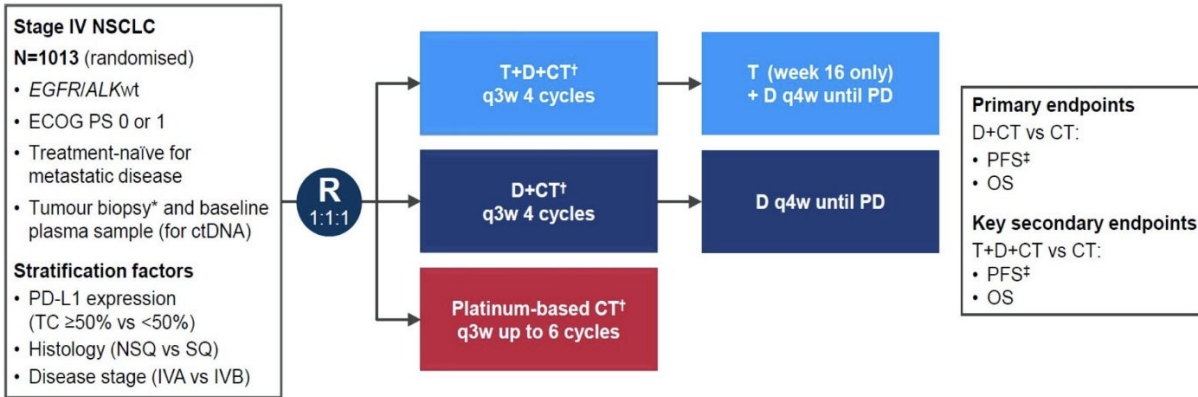 Stage IV NSCLC
N=1013 (randomised)
• EGFR/ALKwt
• ECOG PS 0 or 1
• Treatment-naïve for
metastatic disease
• Tumour biopsy* and baseline
plasma sample (for ctDNA)
Stratification factors
• PD-L1 expression
(TC ≥50% vs <50%)
• Histology (NSQ vs SQ)
• Disease stage (IVA vs IVB)
R
1:1:1
T+D+CT†
q3w 4 cycles
T (week 16 only)
+ D q4w until PD
D+CT†
q3w 4 cycles
D q4w until PD
Platinum-based CT†
q3w up to 6 cycles
Primary endpoints
D+CT vs CT:
• PFS‡
• OS
Key secondary endpoints
T+D+CT vs CT:
• PFS‡
• OS